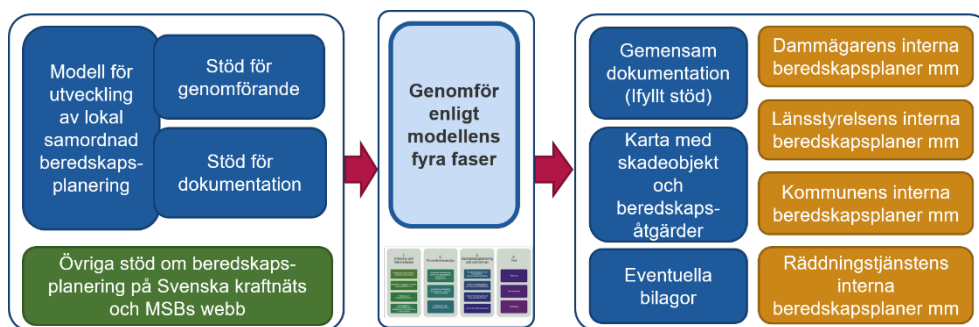 Modell för
utveckling
av lokal
samordnad
beredskaps-
planering
Stöd för
genomförande
Stöd för
dokumentation
Övriga stöd om beredskaps-
planering på Svenska kraftnäts
och MSBs webb
Genomför
enligt
modellens
fyra faser
Gemensam
dokumentation
(Ifyllt stöd)
Karta med
skadeobjekt
och
beredskaps-
åtgärder
Eventuella
bilagor
Dammägarens interna
beredskapsplaner mm
Länsstyrelsens interna
beredskapsplaner mm
Kommunens interna
beredskapsplaner mm
Räddningstjänstens
interna
beredskapsplaner mm